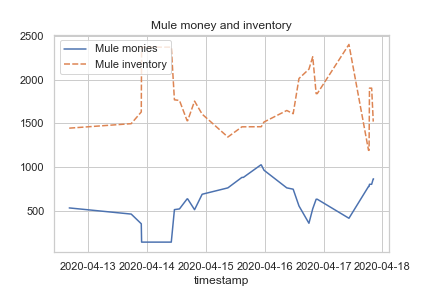 Mule money and inventory
2500
2000
1500
1000
500
Mule monies
Mule inventory
2020-04-13 2020-04-14 2020-04-15 2020-04-16 2020-04-17 2020-04-18
timestamp